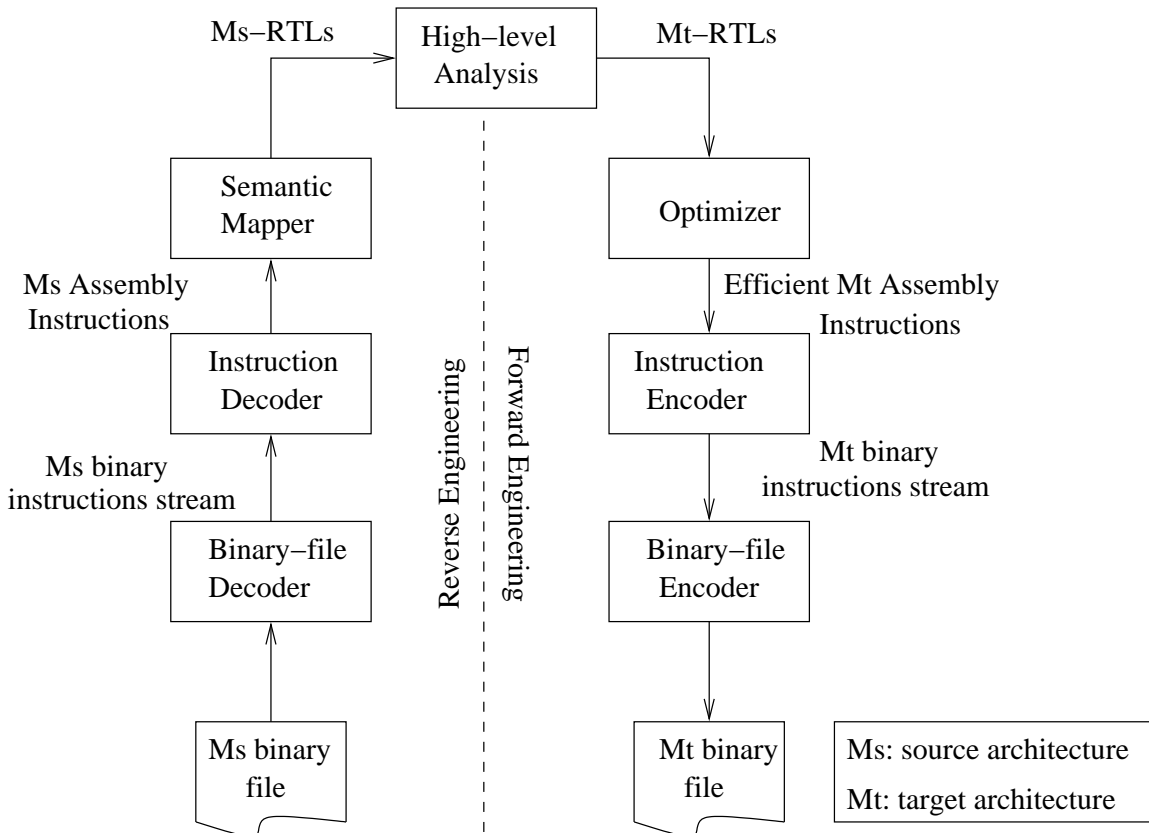 Ms−RTLs
High−level
Analysis
Mt−RTLs
Semantic
Mapper
Optimizer
Ms Assembly
Instructions
Efficient Mt Assembly
Instructions
Instruction
Decoder
Reverse Engineering
Forward Engineering
Instruction
Encoder
Ms binary
instructions stream
Mt binary
instructions stream
Binary−file
Decoder
Binary−file
Encoder
Ms binary
file
Mt binary
file
Ms: source architecture
Mt: target architecture